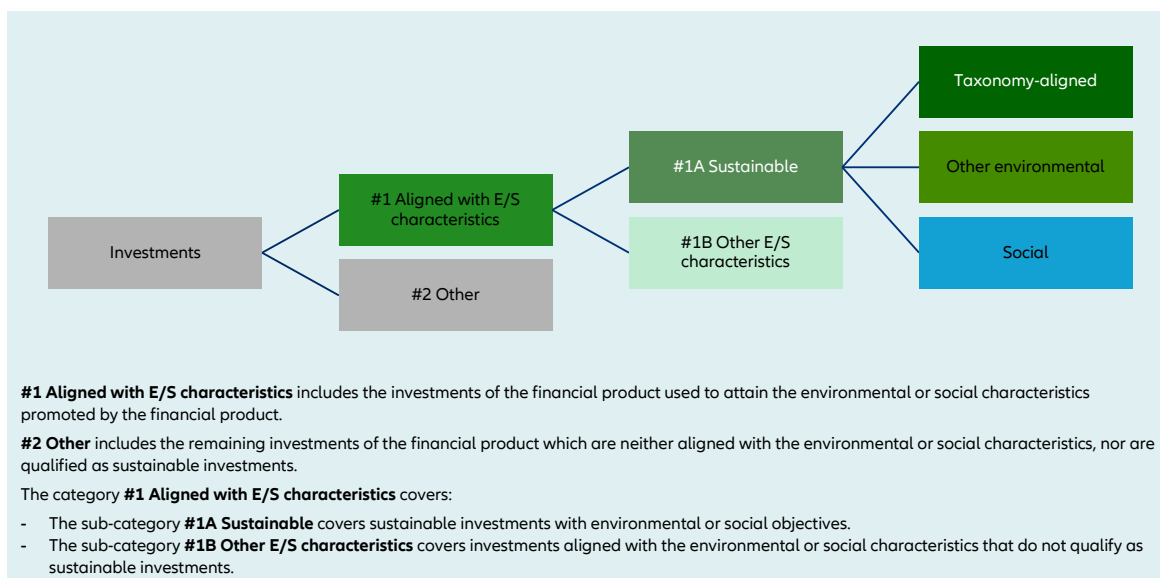 Taxonomy-aligned
#1A Sustainable
Other environmental
#1 Aligned with E/S
characteristics
Investments
#1B Other E/S
characteristics
Social
#2 Other
#1 Aligned with E/S characteristics includes the investments of the financial product used to attain the environmental or social characteristics
promoted by the financial product.
#2 Other includes the remaining investments of the financial product which are neither aligned with the environmental or social characteristics, nor are
qualified as sustainable investments.
The category #1 Aligned with E/S characteristics covers:
- The sub-category #1A Sustainable covers sustainable investments with environmental or social objectives.
- The sub-category #1B Other E/S characteristics covers investments aligned with the environmental or social characteristics that do not qualify as
sustainable investments.